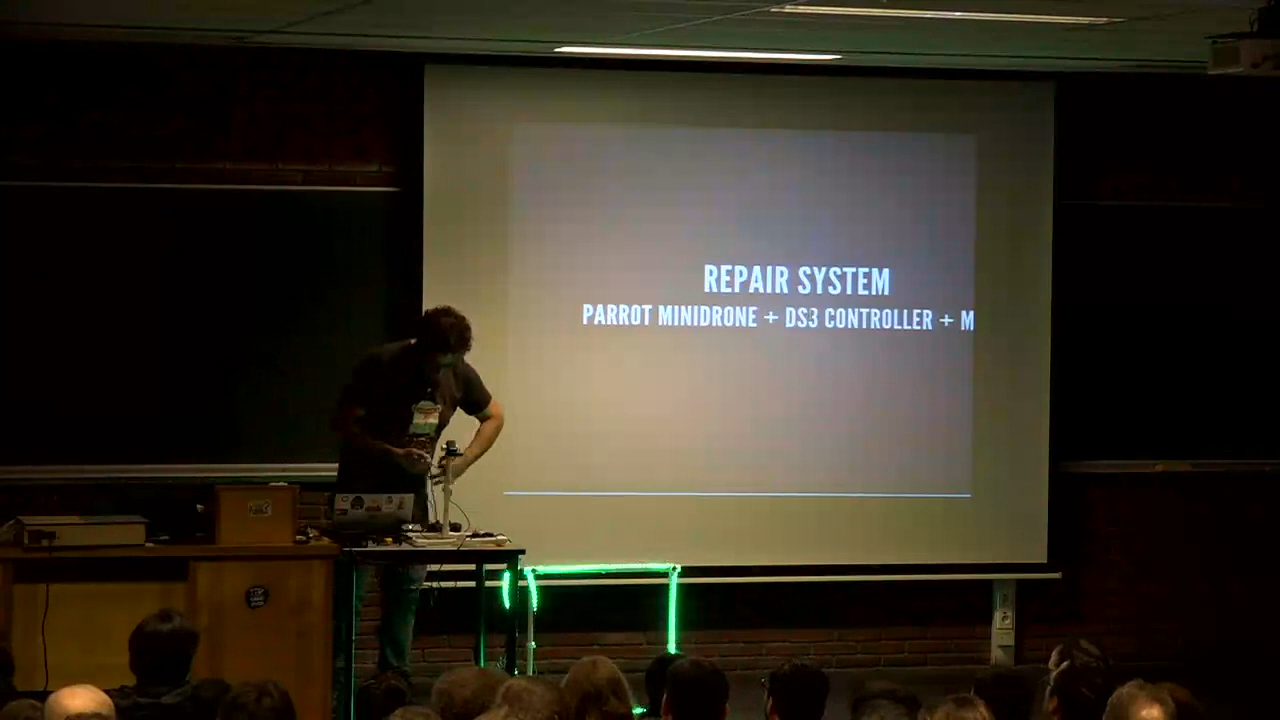 REPAIR SYSTEM
PARROT MINIDRONE + DS3 CONTROLLER + M